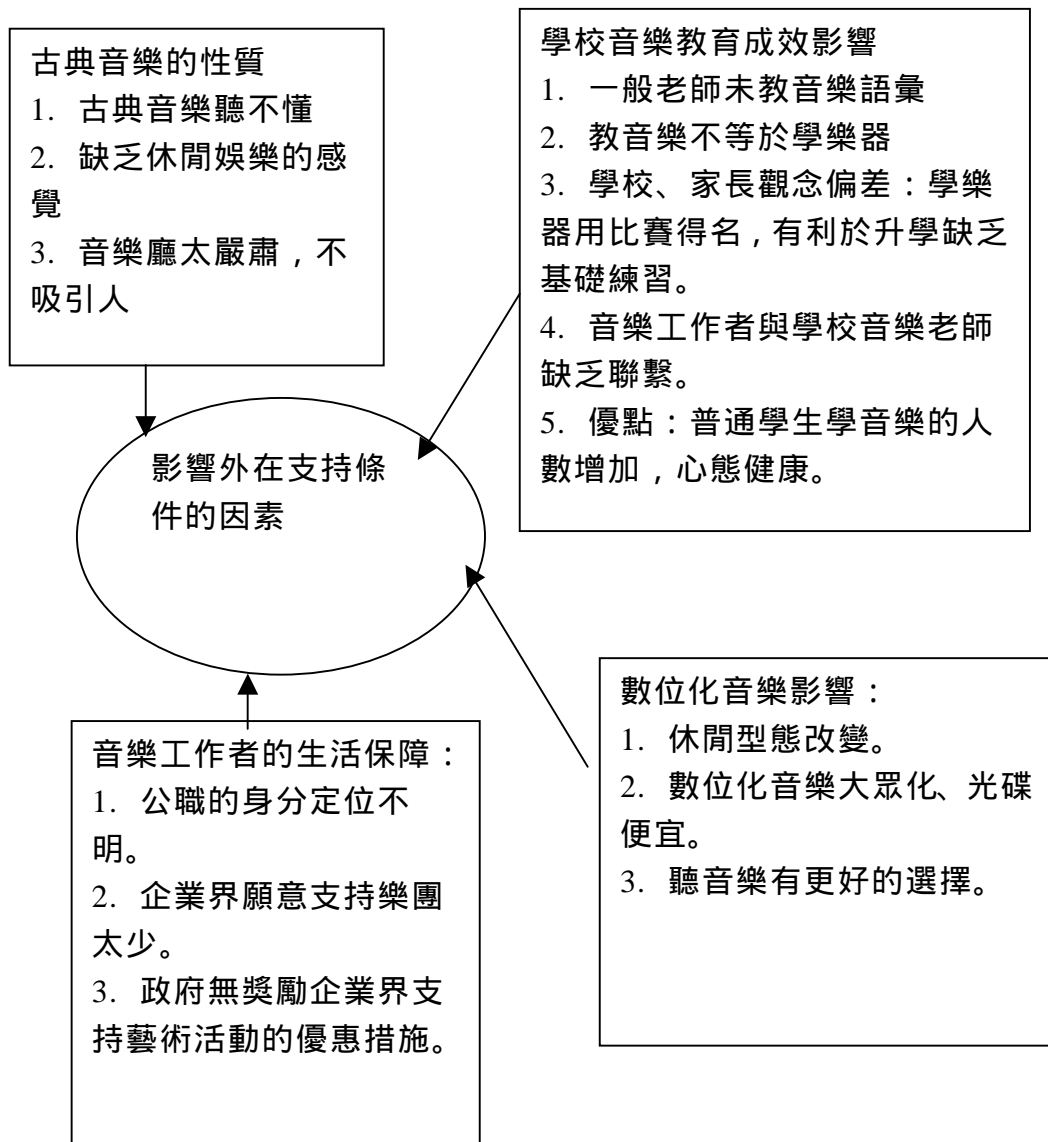 古典音樂的性質
1. 古典音樂聽不懂
2. 缺乏休閒娛樂的感
覺
3. 音樂廳太嚴肅，不
吸引人
學校音樂教育成效影響
1. 一般老師未教音樂語彙
2. 教音樂不等於學樂器
3. 學校、家長觀念偏差：學樂
器用比賽得名，有利於升學缺乏
基礎練習。
4. 音樂工作者與學校音樂老師
缺乏聯繫。
5. 優點：普通學生學音樂的人
數增加，心態健康。
影響外在支持條
件的因素
音樂工作者的生活保障：
1. 公職的身分定位不
明。
2. 企業界願意支持樂團
太少。
3. 政府無獎勵企業界支
持藝術活動的優惠措施。
數位化音樂影響：
1. 休閒型態改變。
2. 數位化音樂大眾化、光碟
便宜。
3. 聽音樂有更好的選擇。